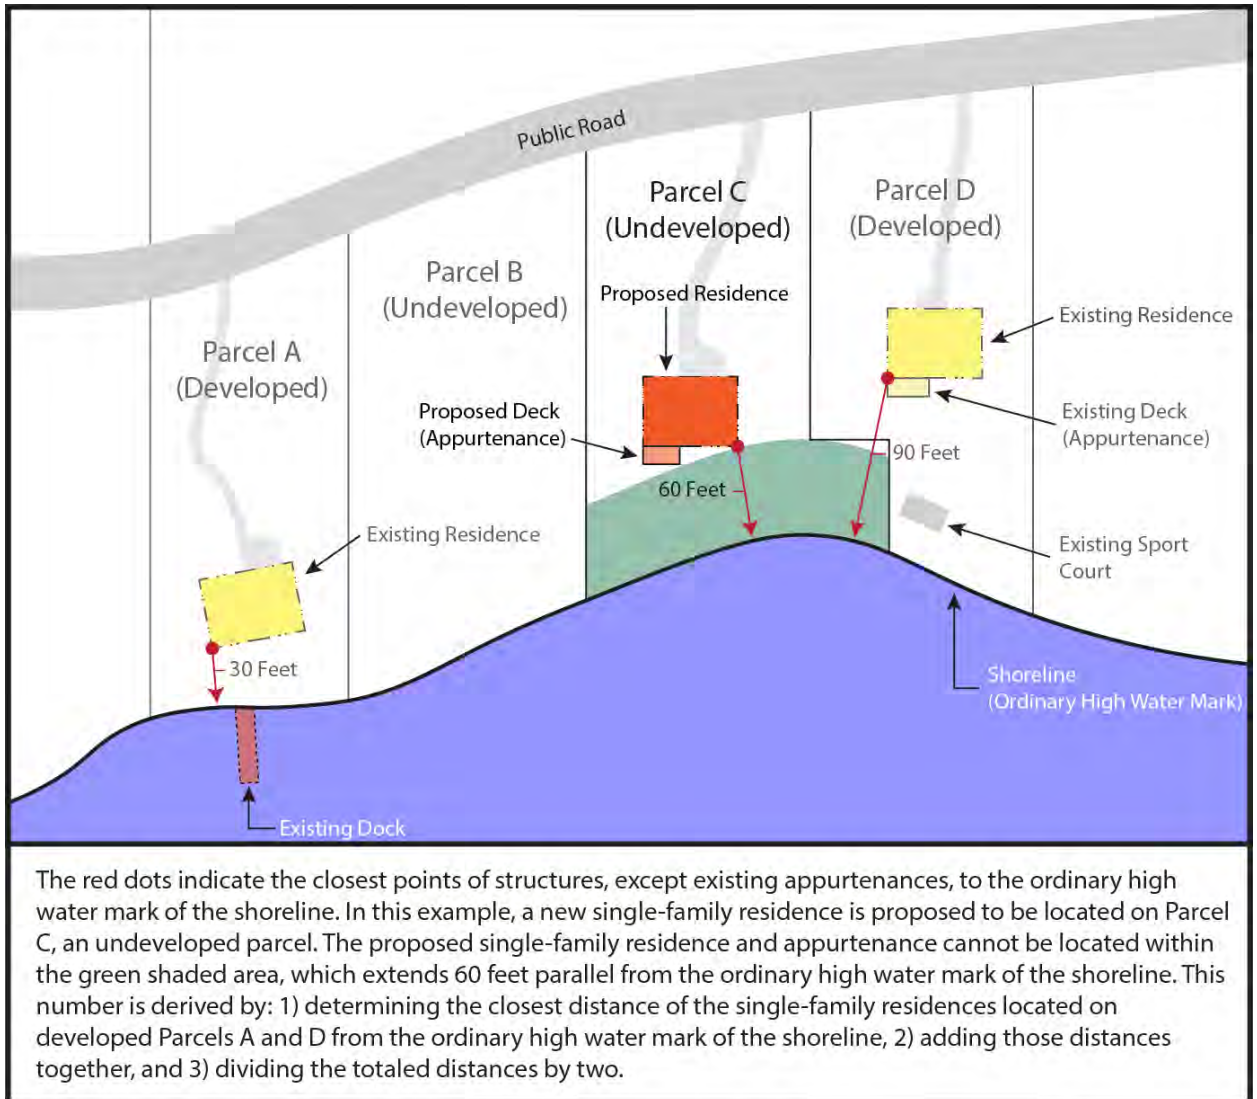 Public Road
Parcel C
(Undeveloped)
Parcel D
(Developed)
Parcel B
(Undeveloped)
Proposed Residence
Existing Residence
Parcel A
(Developed)
Proposed Deck
(Appurtenance)
Existing Deck
(Appurtenance)
90 Feet
60 Feet
Existing Residence
Existing Sport
Court
30 Feet
Shoreline
(Ordinary High Water Mark)
Existing Dock
The red dots indicate the closest points of structures, except existing appurtenances, to the ordinary high
water mark of the shoreline. In this example, a new single-family residence is proposed to be located on Parcel
C, an undeveloped parcel. The proposed single-family residence and appurtenance cannot be located within
the green shaded area, which extends 60 feet parallel from the ordinary high water mark of the shoreline. This
number is derived by: 1) determining the closest distance of the single-family residences located on
developed Parcels A and D from the ordinary high water mark of the shoreline, 2) adding those distances
together, and 3) dividing the totaled distances by two.